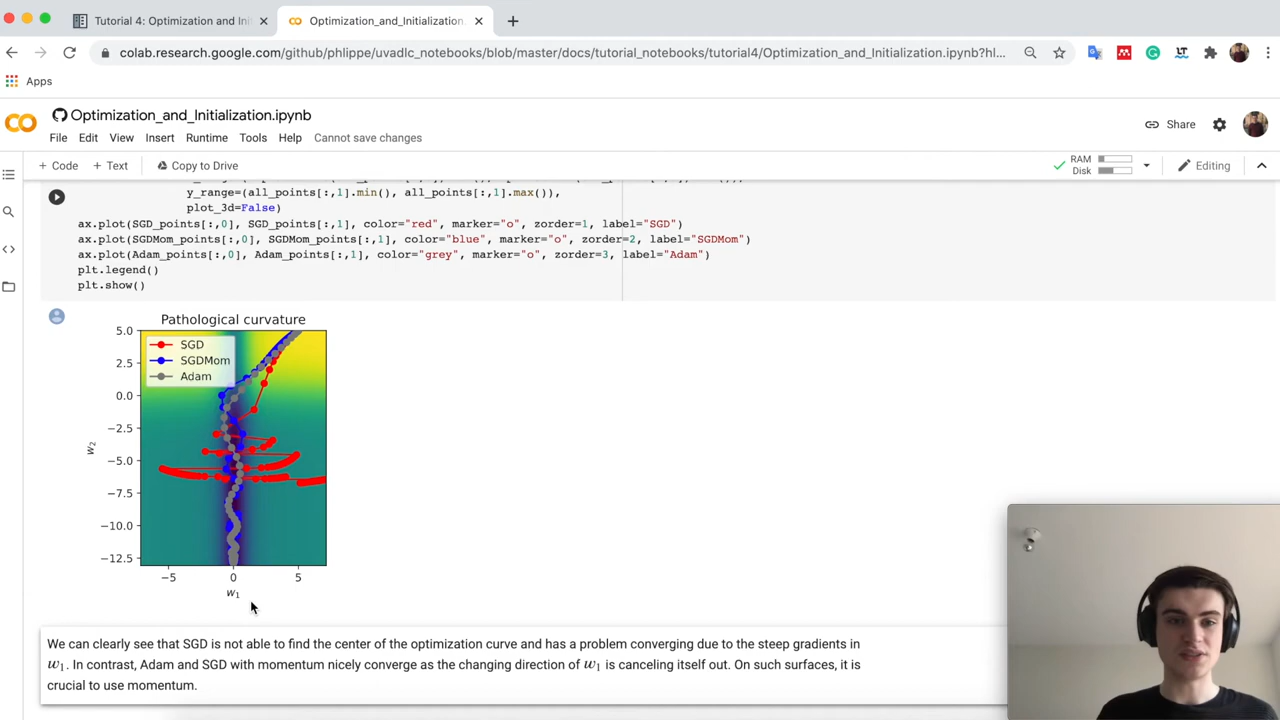 Tutorial 4: Optimization and Ini
Optimization_and_Initialization.
colab.research.google.com/github/phlippe/uvadlc_notebooks/blob/master/docs/tutorial_notebooks/tutorial4/Optimization_and_Initialization.ipynb?hl...
Apps
Optimization_and_Initialization.ipynb
Share
File Edit View Insert Runtime Tools Help Cannot save changes
+ Code + Text Copy to Drive
RAM
Disk
Editing
y_range=(all_points[:,1].min(), all_points[:,1].max()),
plot_3d=False)
ax.plot(SGD_points[:,0], SGD_points[:,1], color="red", marker="o", zorder=1, label="SGD")
ax.plot(SGDMom_points[:,0], SGDMom_points[:,1], color="blue", marker="o", zorder=2, label="SGDMom")
ax.plot(Adam_points[:,0], Adam_points[:,1], color="grey", marker="o", zorder=3, label="Adam")
plt.legend()
plt.show()
Pathological curvature
SGD
SGDMom
Adam
5.0
2.5
0.0
−2.5
−5.0
−7.5
−10.0
−12.5
w₂
−5 0 5
w₁
We can clearly see that SGD is not able to find the center of the optimization curve and has a problem converging due to the steep gradients in
w₁. In contrast, Adam and SGD with momentum nicely converge as the changing direction of w₁ is canceling itself out. On such surfaces, it is
crucial to use momentum.